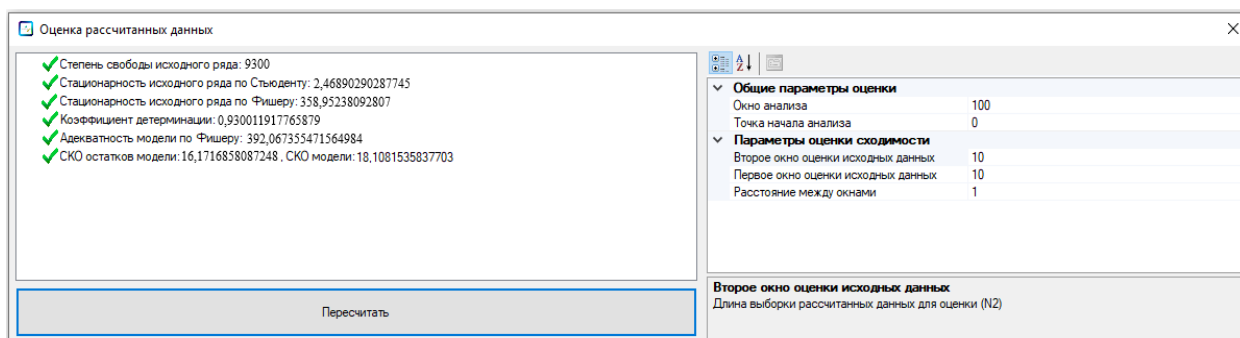 Оценка рассчитанных данных
Степень свободы исходного ряда: 9300
Стационарность исходного ряда по Стьюденту: 2,46890290287745
Стационарность исходного ряда по Фишеру: 358,95238092807
Коэффициент детерминации: 0,930011917765879
Адекватность модели по Фишеру: 392,067355471564984
СКО остатков модели: 16,1716858087248 , СКО модели: 18,1081535837703
Пересчитать
Общие параметры оценки
Окно анализа 100
Точка начала анализа 0
Параметры оценки сходимости
Второе окно оценки исходных данных 10
Первое окно оценки исходных данных 10
Расстояние между окнами 1
Второе окно оценки исходных данных
Длина выборки рассчитанных данных для оценки (N2)